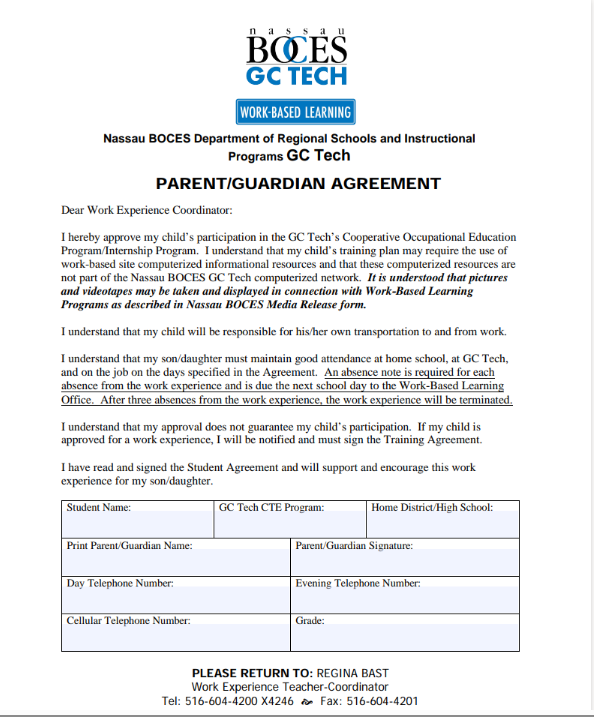 nassau
BOCES
GC TECH
WORK-BASED LEARNING
Nassau BOCES Department of Regional Schools and Instructional
Programs GC Tech
PARENT/GUARDIAN AGREEMENT
Dear Work Experience Coordinator:
I hereby approve my child's participation in the GC Tech's Cooperative Occupational Education
Program/Internship Program. I understand that my child's training plan may require the use of
work-based site computerized informational resources and that these computerized resources are
not part of the Nassau BOCES GC Tech computerized network. It is understood that pictures
and videotapes may be taken and displayed in connection with Work-Based Learning
Programs as described in Nassau BOCES Media Release form.
I understand that my child will be responsible for his/her own transportation to and from work.
I understand that my son/daughter must maintain good attendance at home school, at GC Tech,
and on the job on the days specified in the Agreement. An absence note is required for each
absence from the work experience and is due the next school day to the Work-Based Learning
Office. After three absences from the work experience, the work experience will be terminated.
I understand that my approval does not guarantee my child's participation. If my child is
approved for a work experience, I will be notified and must sign the Training Agreement.
I have read and signed the Student Agreement and will support and encourage this work
experience for my son/daughter.
Student Name: GC Tech CTE Program: Home District/High School:
Print Parent/Guardian Name: Parent/Guardian Signature:
Day Telephone Number: Evening Telephone Number:
Cellular Telephone Number: Grade:
PLEASE RETURN TO: REGINA BAST
Work Experience Teacher-Coordinator
Tel: 516-604-4200 X4246 Fax: 516-604-4201